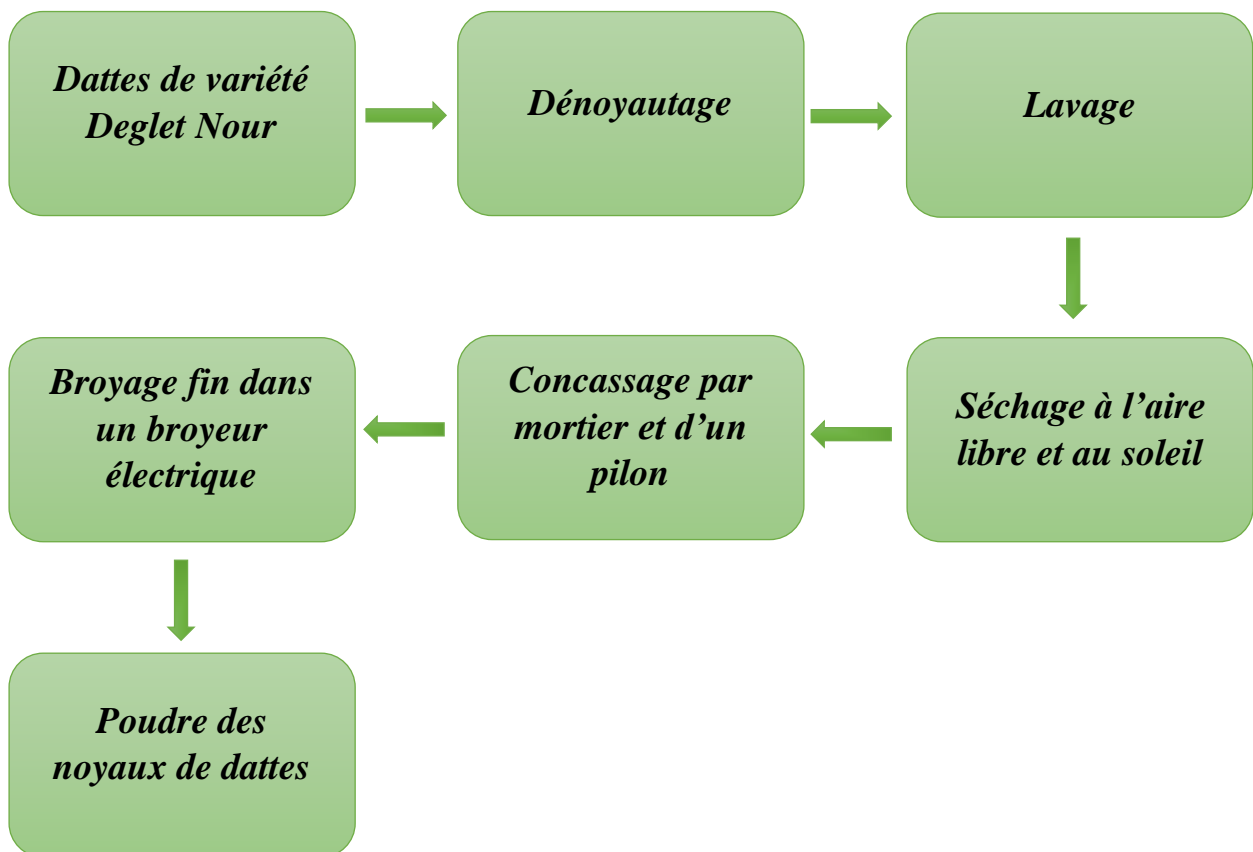 Dattes de variété
Deglet Nour
Dénoyautage
Lavage
Séchage à l’aire
libre et au soleil
Concassage par
mortier et d’un
pilon
Broyage fin dans
un broyeur
électrique
Poudre des
noyaux de dattes